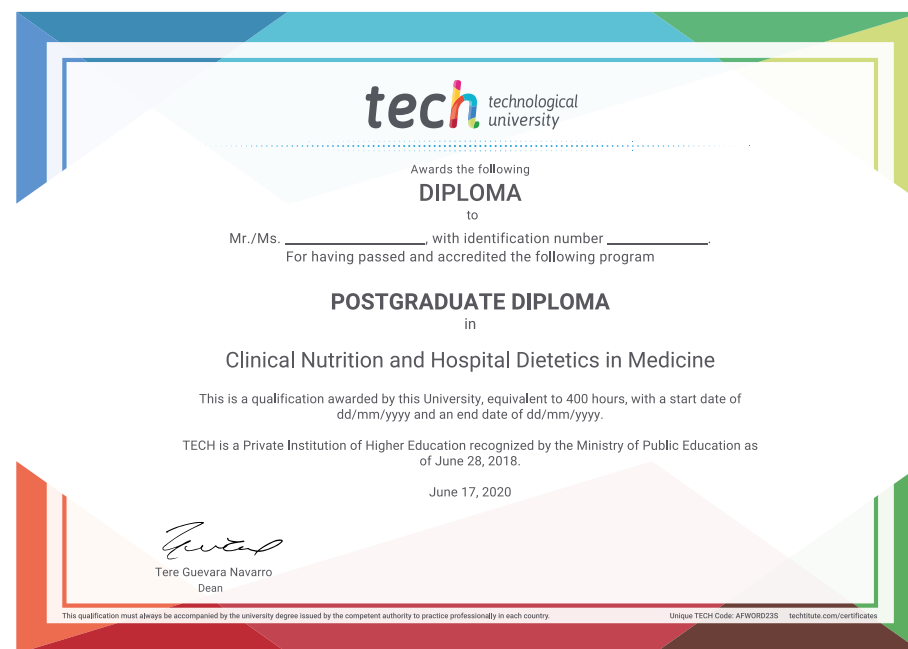 tech technological
university
Awards the following
DIPLOMA
to
Mr./Ms. ____________________, with identification number _______________.
For having passed and accredited the following program
POSTGRADUATE DIPLOMA
in
Clinical Nutrition and Hospital Dietetics in Medicine
This is a qualification awarded by this University, equivalent to 400 hours, with a start date of
dd/mm/yyyy and an end date of dd/mm/yyyy.
TECH is a Private Institution of Higher Education recognized by the Ministry of Public Education as
of June 28, 2018.
June 17, 2020
Tere Guevara Navarro
Dean
This qualification must always be accompanied by the university degree issued by the competent authority to practice professionally in each country. Unique TECH Code: AFWORD23S techtitute.com/certificates